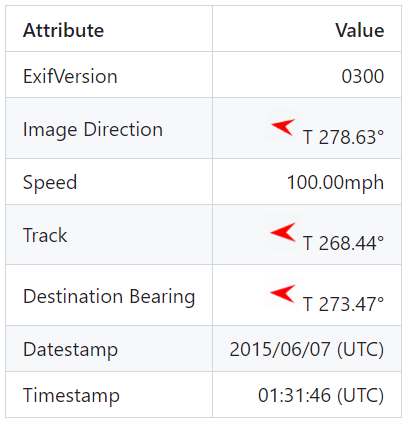 Attribute Value
ExifVersion 0300
Image Direction T 278.63°
Speed 100.00mph
Track T 268.44°
Destination Bearing T 273.47°
Datestamp 2015/06/07 (UTC)
Timestamp 01:31:46 (UTC)